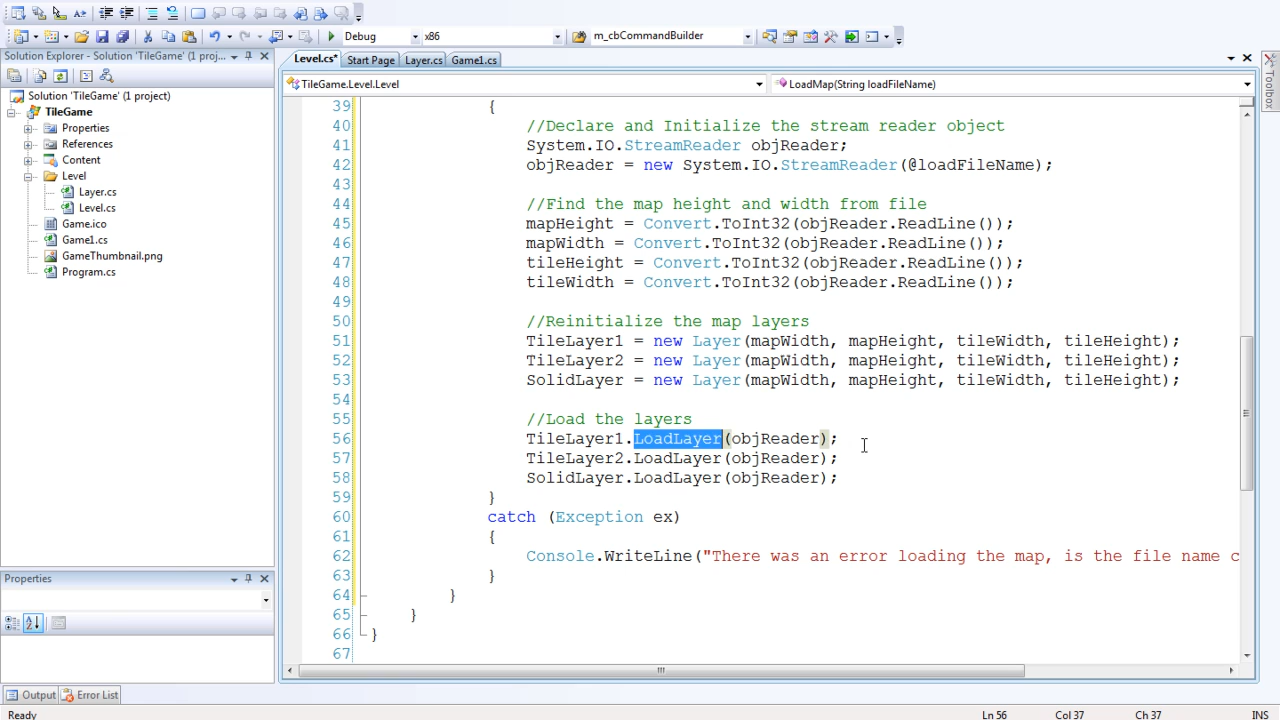 Debug x86 m_cbCommandBuilder
Solution Explorer - Solution 'TileGame' (1 proj...
Solution 'TileGame' (1 project)
TileGame
Properties
References
Content
Level
Layer.cs
Level.cs
Game.ico
Game1.cs
GameThumbnail.png
Program.cs
Properties
Output Error List
Ready
Level.cs* Start Page Layer.cs Game1.cs
TileGame.Level.Level LoadMap(String loadFileName)
39 {
40 //Declare and Initialize the stream reader object
41 System.IO.StreamReader objReader;
42 objReader = new System.IO.StreamReader(@loadFileName);
43
44 //Find the map height and width from file
45 mapHeight = Convert.ToInt32(objReader.ReadLine());
46 mapWidth = Convert.ToInt32(objReader.ReadLine());
47 tileHeight = Convert.ToInt32(objReader.ReadLine());
48 tileWidth = Convert.ToInt32(objReader.ReadLine());
49
50 //Reinitialize the map layers
51 TileLayer1 = new Layer(mapWidth, mapHeight, tileWidth, tileHeight);
52 TileLayer2 = new Layer(mapWidth, mapHeight, tileWidth, tileHeight);
53 SolidLayer = new Layer(mapWidth, mapHeight, tileWidth, tileHeight);
54
55 //Load the layers
56 TileLayer1.LoadLayer(objReader);
57 TileLayer2.LoadLayer(objReader);
58 SolidLayer.LoadLayer(objReader);
59 }
60 catch (Exception ex)
61 {
62 Console.WriteLine("There was an error loading the map, is the file name c
63 }
64 }
65 }
66 }
67
Toolbox
Ln 56 Col 37 Ch 37 INS